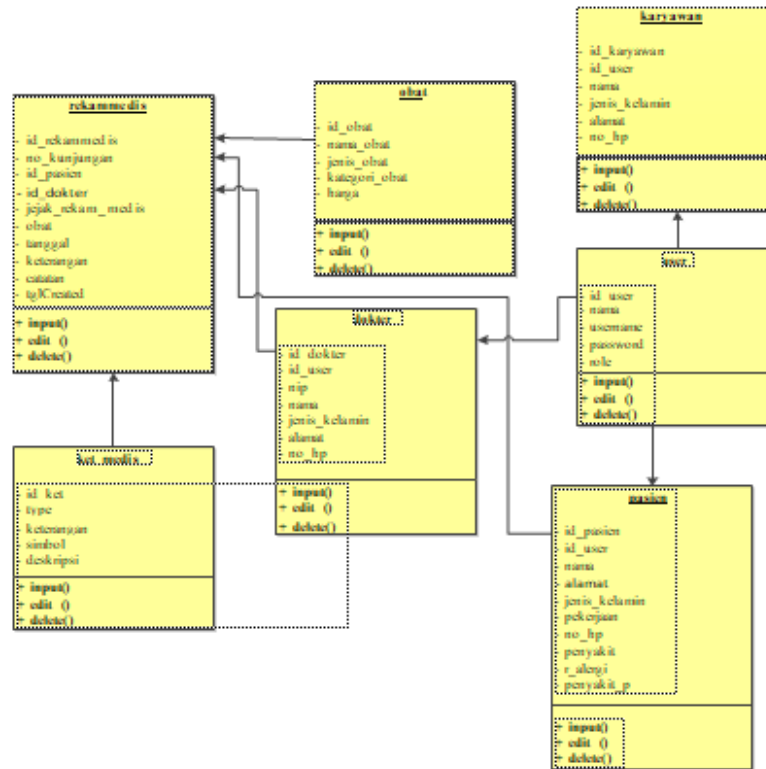 karyawan
- id_karyawan
- id_user
- nama
- jenis_kelamin
- alamat
- no_hp
+ input()
+ edit ()
+ delete()
rekammedis
- id_rekammedis
- no_kunjungan
- id_pasien
- id_dokter
- jejak_rekam_medis
- obat
- tanggal
- keterangan
- catatan
- tglCreated
+ input()
+ edit ()
+ delete()
obat
- id_obat
- nama_obat
- jenis_obat
- kategori_obat
- harga
+ input()
+ edit ()
+ delete()
user
- id_user
- nama
- username
- password
- role
+ input()
+ edit ()
+ delete()
dokter
- id_dokter
- id_user
- nip
- nama
- jenis_kelamin
- alamat
- no_hp
+ input()
+ edit ()
+ delete()
ket_medis
- id_ket
- type
- keterangan
- simbol
- deskripsi
+ input()
+ edit ()
+ delete()
pasien
- id_pasien
- id_user
- nama
- alamat
- jenis_kelamin
- pekerjaan
- no_hp
- penyakit
- r_alergi
- penyakit_p
+ input()
+ edit ()
+ delete()